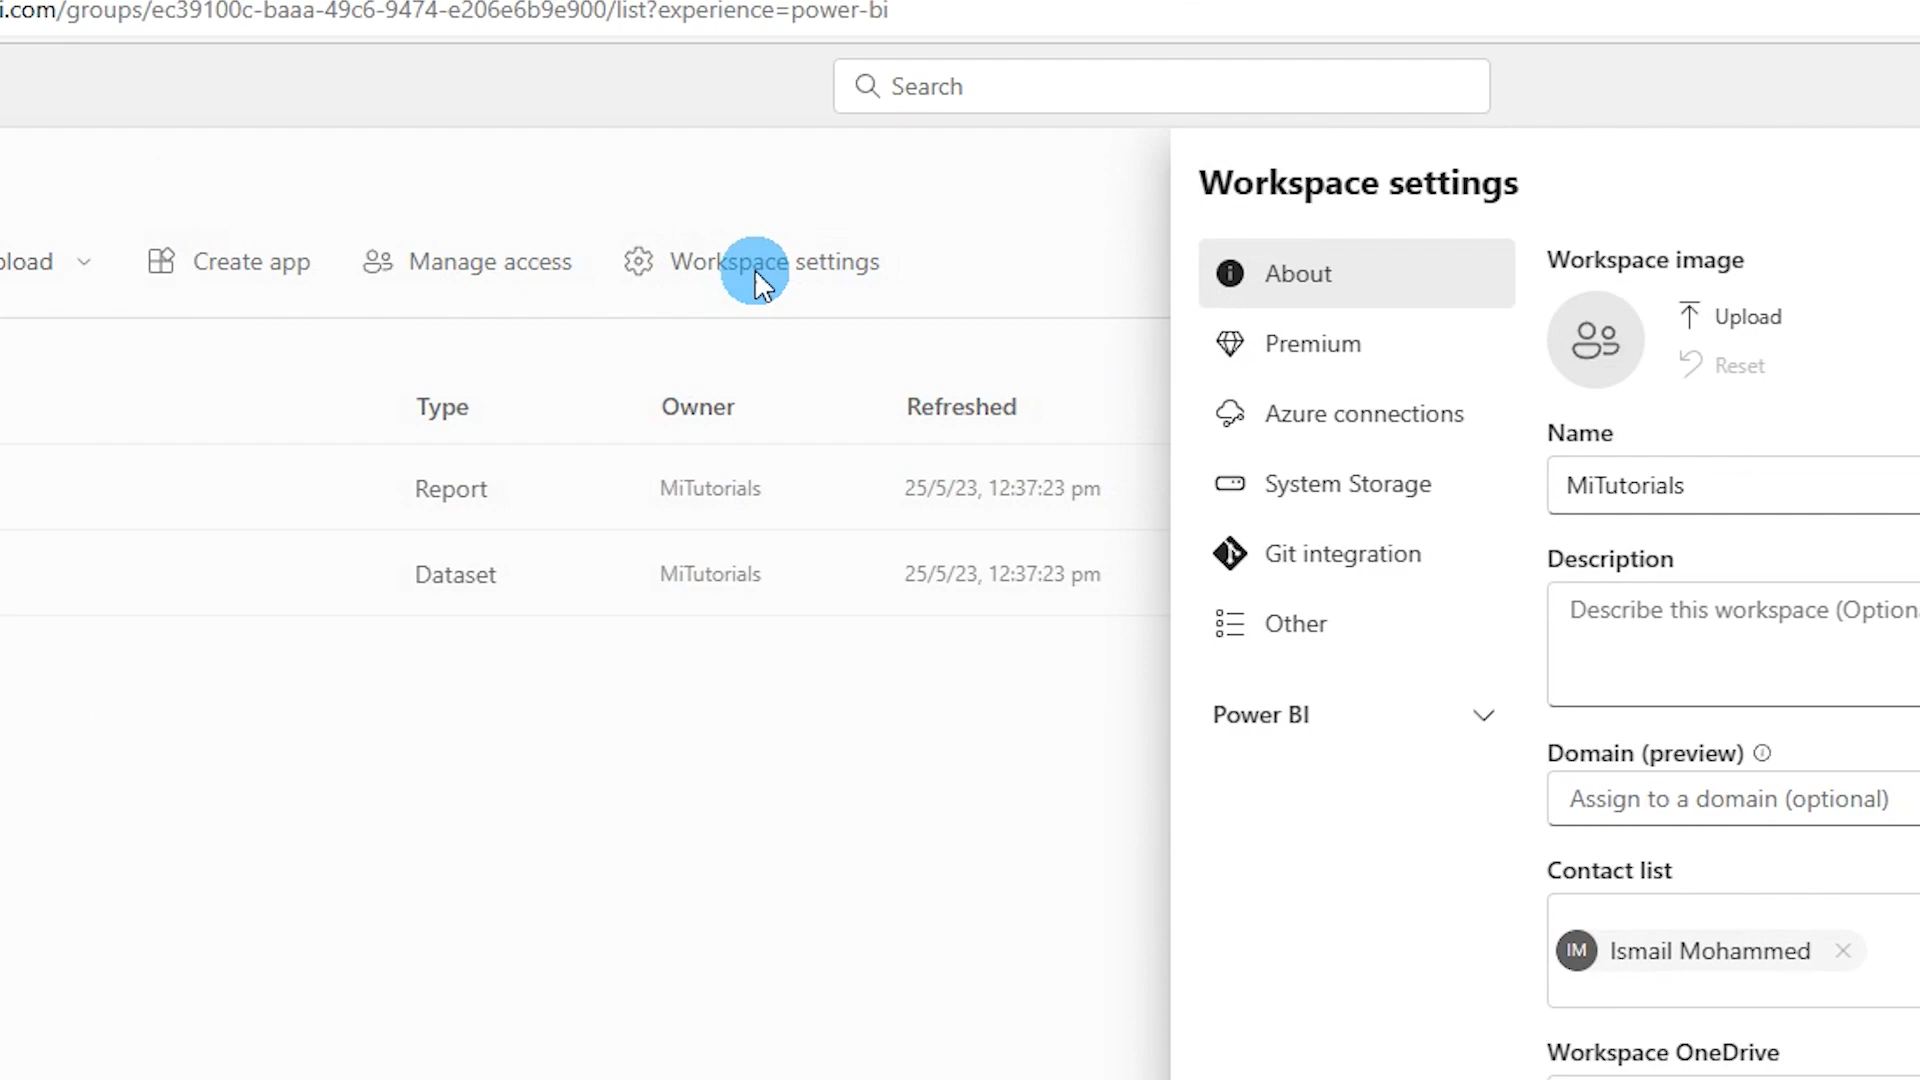 i.com/groups/ec39100c-baaa-49c6-9474-e206e6b9e900/list?experience=power-bi
Search
pload
Create app
Manage access
Workspace settings
Type
Owner
Refreshed
Report
MiTutorials
25/5/23, 12:37:23 pm
Dataset
MiTutorials
25/5/23, 12:37:23 pm
Workspace settings
About
Premium
Azure connections
System Storage
Git integration
Other
Power BI
Workspace image
Upload
Reset
Name
MiTutorials
Description
Describe this workspace (Optiona
Domain (preview)
Assign to a domain (optional)
Contact list
IM Ismail Mohammed
Workspace OneDrive